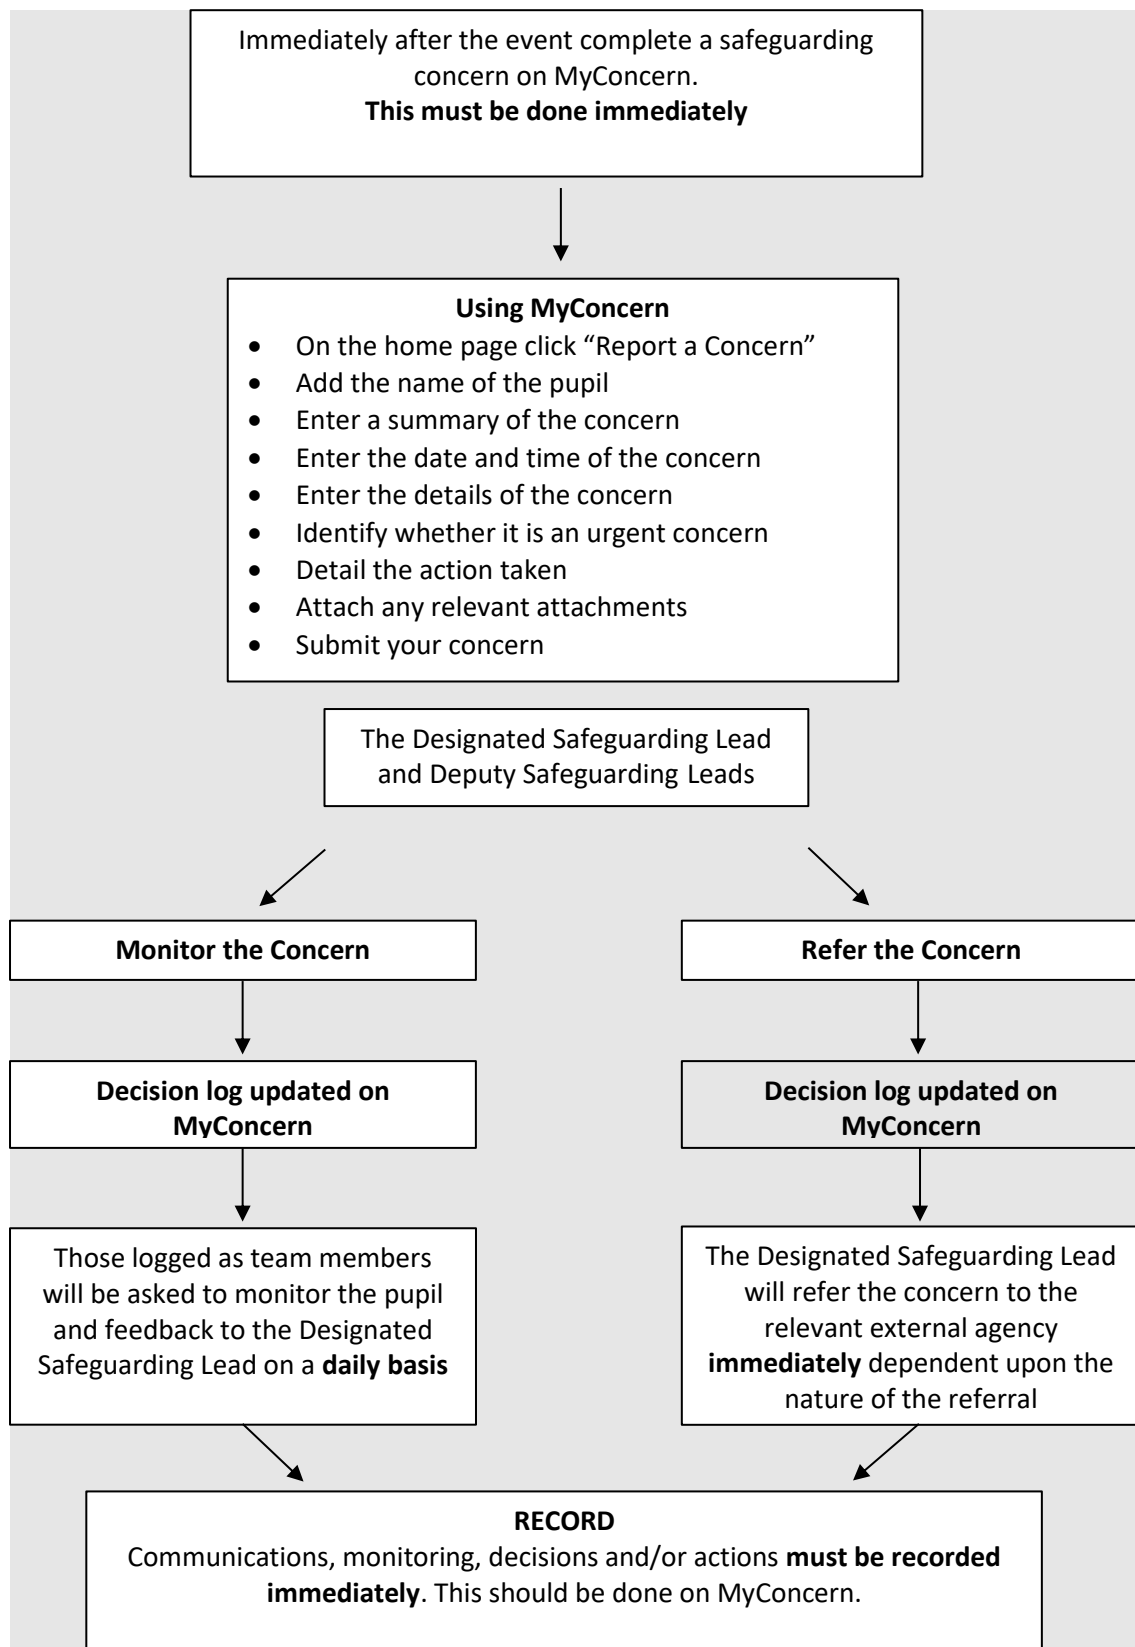 Immediately after the event complete a safeguarding
concern on MyConcern.
This must be done immediately
Using MyConcern
• On the home page click “Report a Concern”
• Add the name of the pupil
• Enter a summary of the concern
• Enter the date and time of the concern
• Enter the details of the concern
• Identify whether it is an urgent concern
• Detail the action taken
• Attach any relevant attachments
• Submit your concern
The Designated Safeguarding Lead
and Deputy Safeguarding Leads
Monitor the Concern
Decision log updated on
MyConcern
Those logged as team members
will be asked to monitor the pupil
and feedback to the Designated
Safeguarding Lead on a daily basis
Refer the Concern
Decision log updated on
MyConcern
The Designated Safeguarding Lead
will refer the concern to the
relevant external agency
immediately dependent upon the
nature of the referral
RECORD
Communications, monitoring, decisions and/or actions must be recorded
immediately. This should be done on MyConcern.